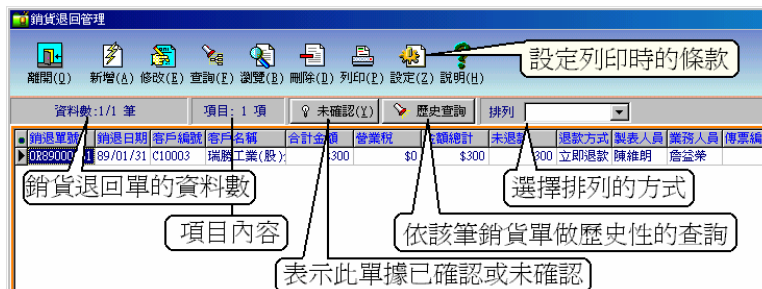 銷貨退回管理
設定列印時的條款
離開(Q) 新增(A) 修改(E) 查詢(F) 瀏覽(B) 刪除(D) 列印(P) 設定(Z) 說明(H)
資料數:1/1 筆 項目: 1 項 未確認(Y) 歷史查詢 排列
銷退單號 銷退日期 客戶編號 客戶名稱 合計金額 營業稅 金額總計 未退款 退款方式 製表人員 業務人員 傳票編
89/01/31 C10003 瑞勝工業(股) $300 $0 $300 300 立即退款 陳維明 詹益榮
銷貨退回單的資料數
選擇排列的方式
項目內容
依該筆銷貨單做歷史性的查詢
表示此單據已確認或未確認